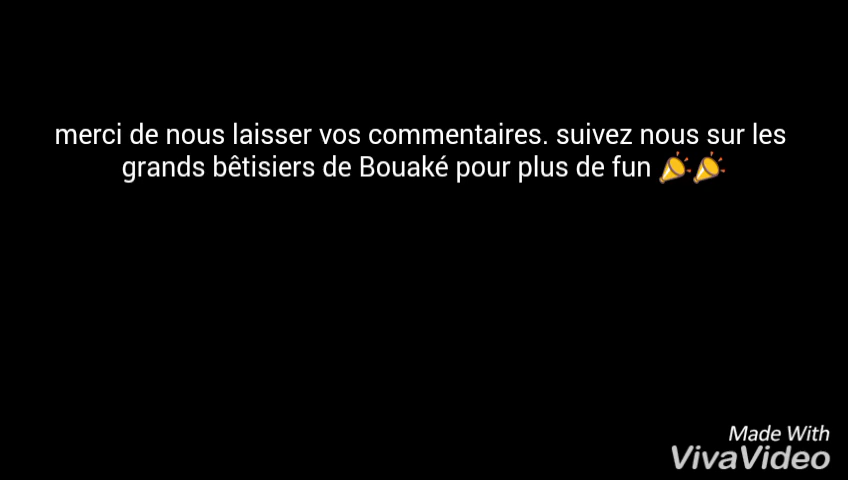 merci de nous laisser vos commentaires. suivez nous sur les
grands bêtisiers de Bouaké pour plus de fun 🎉🎉
Made With
VivaVideo